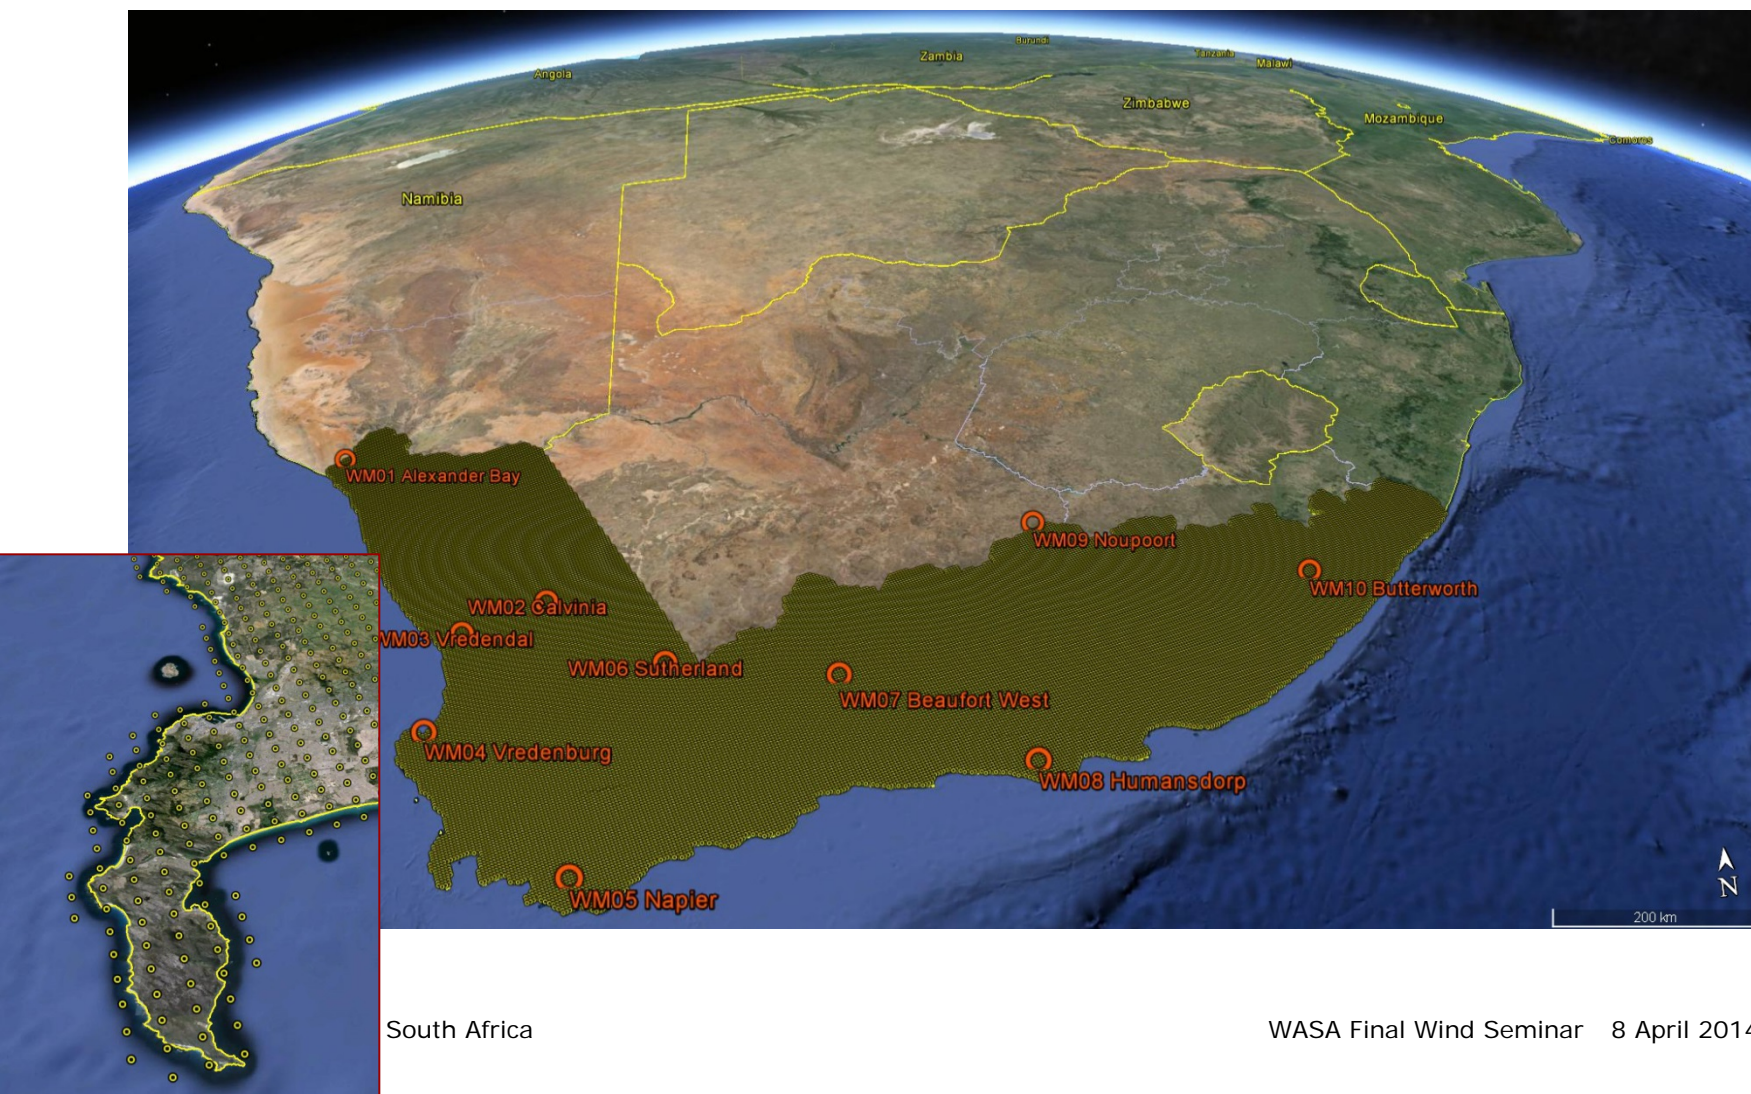 Burundi
Zambia
Tanzania
Malawi
Angola
Zimbabwe
Mozambique
Comoros
Namibia
WM01 Alexander Bay
WM09 Noupoort
WM10 Butterworth
WM02 Calvinia
WM03 Vredendal
WM06 Sutherland
WM07 Beaufort West
WM04 Vredenburg
WM08 Humansdorp
WM05 Napier
N
200 km
South Africa
WASA Final Wind Seminar 8 April 2014